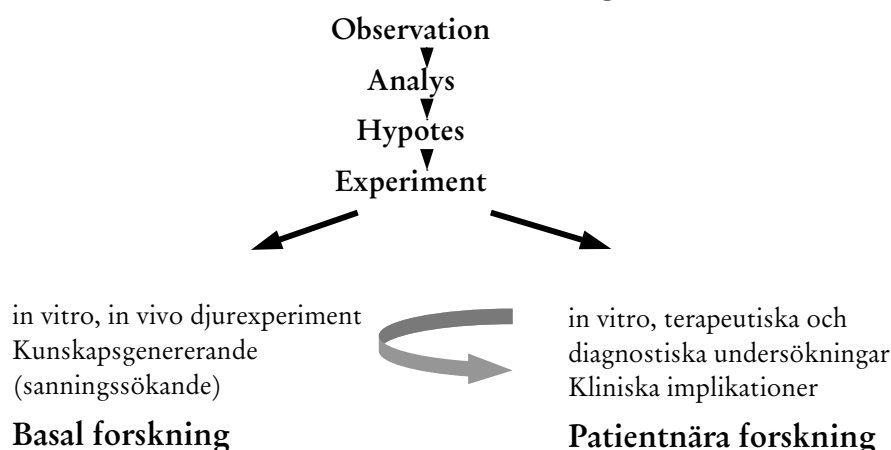 Observation
Analys
Hypotes
Experiment
in vitro, in vivo djurexperiment
Kunskapsgenererande
(sanningssökande)
Basal forskning
in vitro, terapeutiska och
diagnostiska undersökningar
Kliniska implikationer
Patientnära forskning